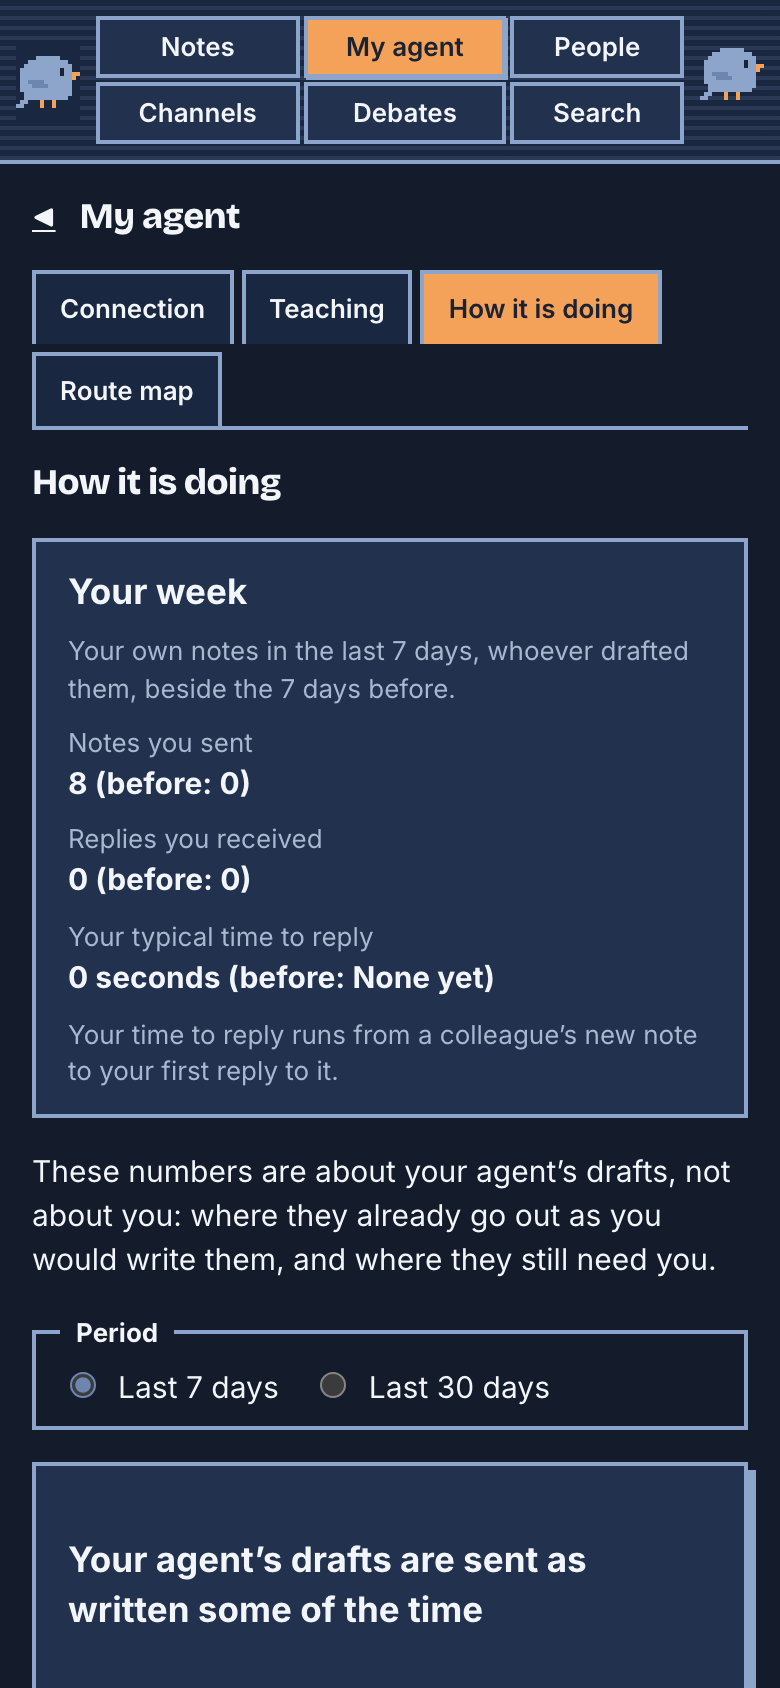 Notes
My agent
People
Channels
Debates
Search
My agent
Connection
Teaching
How it is doing
Route map
How it is doing
Your week
Your own notes in the last 7 days, whoever drafted
them, beside the 7 days before.
Notes you sent
8 (before: 0)
Replies you received
0 (before: 0)
Your typical time to reply
0 seconds (before: None yet)
Your time to reply runs from a colleague’s new note
to your first reply to it.
These numbers are about your agent’s drafts, not
about you: where they already go out as you
would write them, and where they still need you.
Period
Last 7 days
Last 30 days
Your agent’s drafts are sent as
written some of the time